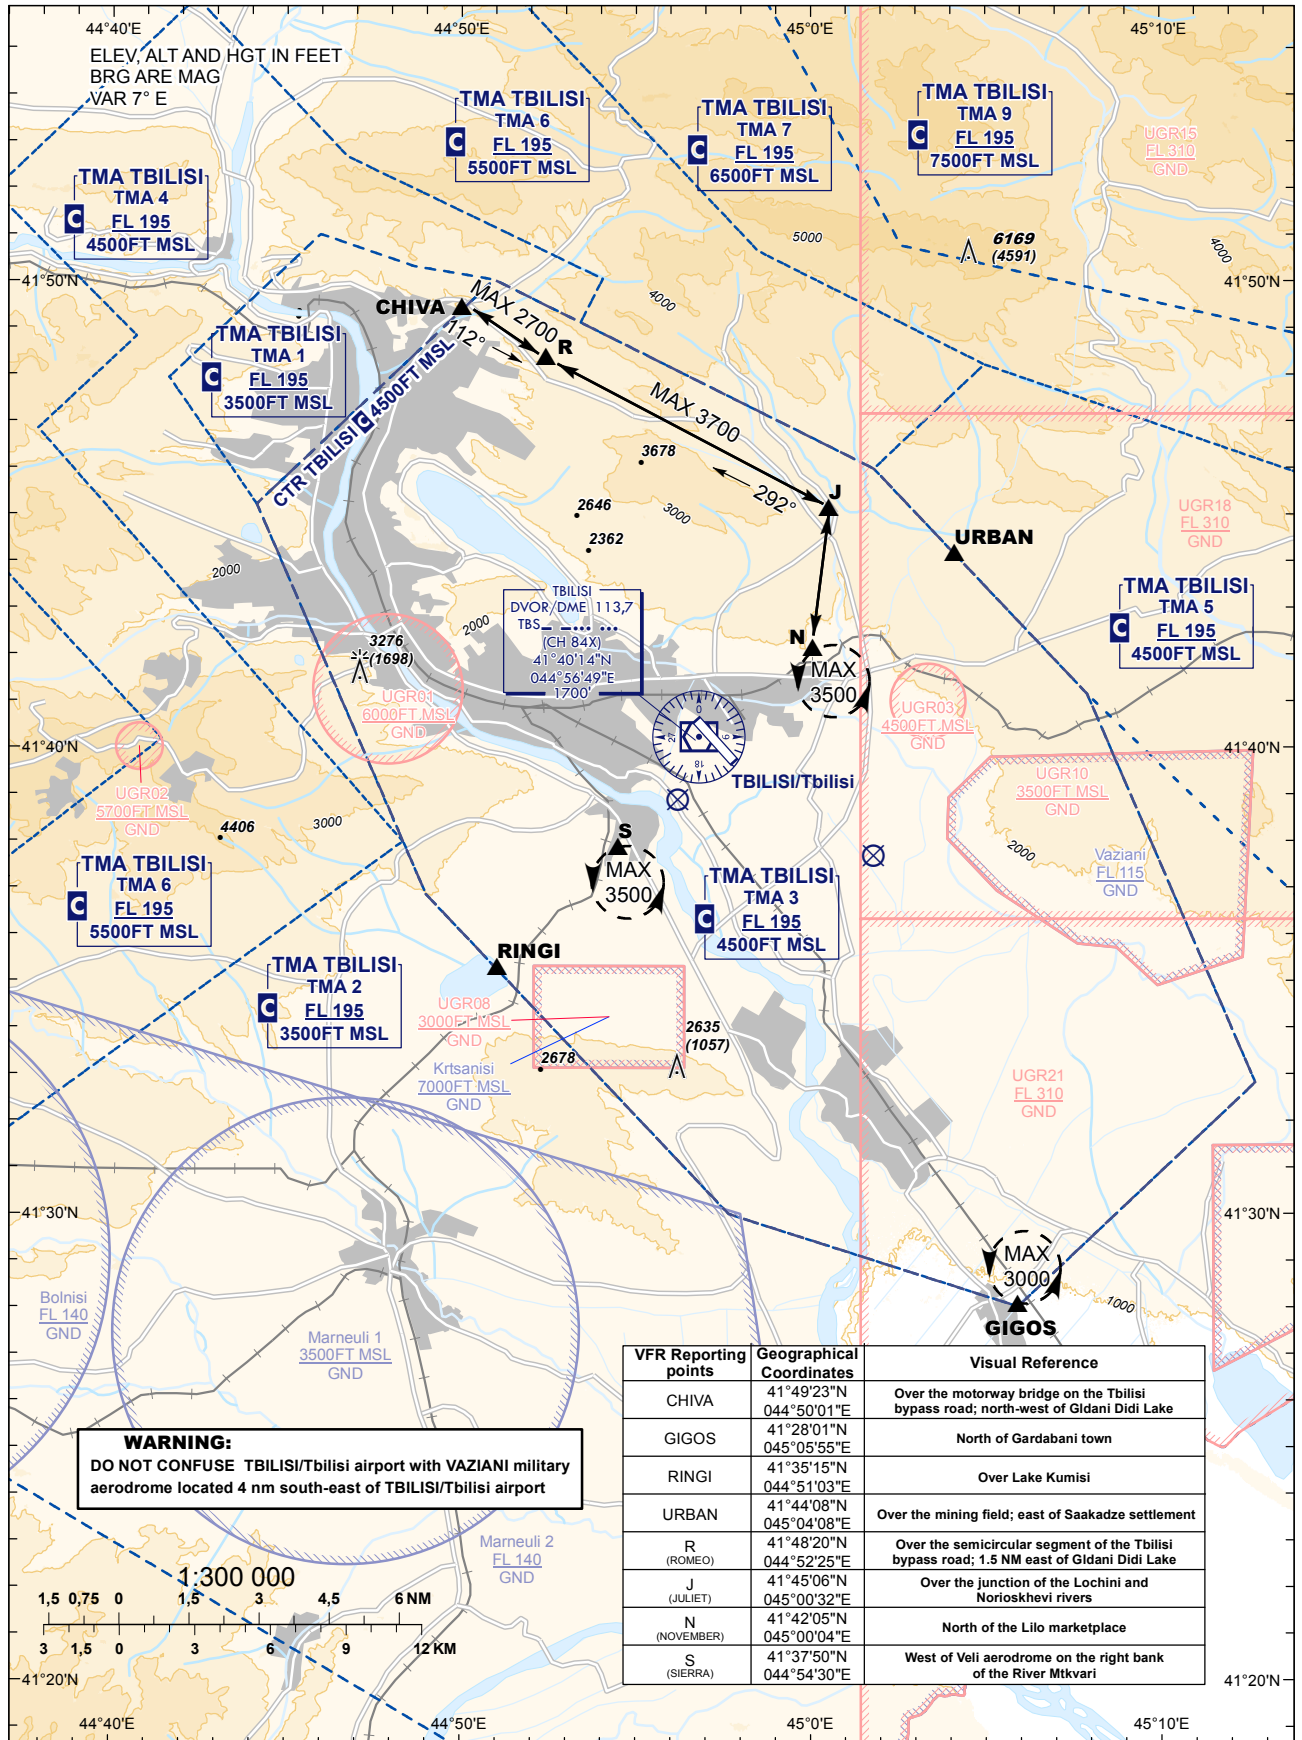 44°40'E
44°50'E
45°0'E
45°10'E
ELEV, ALT AND HGT IN FEET
BRG ARE MAG
VAR 7° E
TMA TBILISI
TMA 6
C
FL 195
5500FT MSL
TMA TBILISI
TMA 7
C
FL 195
6500FT MSL
TMA TBILISI
TMA 9
C
FL 195
7500FT MSL
UGR15
FL 310
GND
TMA TBILISI
TMA 4
C
FL 195
4500FT MSL
5000
6169
(4591)
4000
41°50'N
41°50'N
CHIVA
MAX 2700
112°
R
4000
TMA TBILISI
TMA 1
C
FL 195
3500FT MSL
CTR TBILISI C 4500FT MSL
MAX 3700
292°
3678
2646
3000
2362
J
URBAN
UGR18
FL 310
GND
2000
TBILISI
DVOR/DME 113,7
TBS
(CH 84X)
41°40'14"N
044°56'49"E
1700'
2000
3276
(1698)
N
MAX
3500
TMA TBILISI
TMA 5
C
FL 195
4500FT MSL
UGR01
6000FT MSL
GND
UGR03
4500FT MSL
GND
0
9
18
27
41°40'N
41°40'N
TBILISI/Tbilisi
UGR02
5700FT MSL
GND
UGR10
3500FT MSL
GND
4406
3000
2000
Vaziani
FL 115
GND
S
MAX
3500
TMA TBILISI
TMA 6
C
FL 195
5500FT MSL
TMA TBILISI
TMA 3
C
FL 195
4500FT MSL
RINGI
TMA TBILISI
TMA 2
C
FL 195
3500FT MSL
UGR08
3000FT MSL
GND
Krtsanisi
7000FT MSL
GND
2678
2635
(1057)
UGR21
FL 310
GND
41°30'N
41°30'N
MAX
3000
1000
GIGOS
Bolnisi
FL 140
GND
Marneuli 1
3500FT MSL
GND
WARNING:
DO NOT CONFUSE TBILISI/Tbilisi airport with VAZIANI military
aerodrome located 4 nm south-east of TBILISI/Tbilisi airport
Marneuli 2
FL 140
GND
1:300 000
1,5 0,75 0 1,5 3 4,5 6 NM
3 1,5 0 3 6 9 12 KM
VFR Reporting points
Geographical Coordinates
Visual Reference
CHIVA
41°49'23"N
044°50'01"E
Over the motorway bridge on the Tbilisi
bypass road; north-west of Gldani Didi Lake
GIGOS
41°28'01"N
045°05'55"E
North of Gardabani town
RINGI
41°35'15"N
044°51'03"E
Over Lake Kumisi
URBAN
41°44'08"N
045°04'08"E
Over the mining field; east of Saakadze settlement
R
(ROMEO)
41°48'20"N
044°52'25"E
Over the semicircular segment of the Tbilisi
bypass road; 1.5 NM east of Gldani Didi Lake
J
(JULIET)
41°45'06"N
045°00'32"E
Over the junction of the Lochini and
Norioskhevi rivers
N
(NOVEMBER)
41°42'05"N
045°00'04"E
North of the Lilo marketplace
S
(SIERRA)
41°37'50"N
044°54'30"E
West of Veli aerodrome on the right bank
of the River Mtkvari
41°20'N
41°20'N
44°40'E
44°50'E
45°0'E
45°10'E